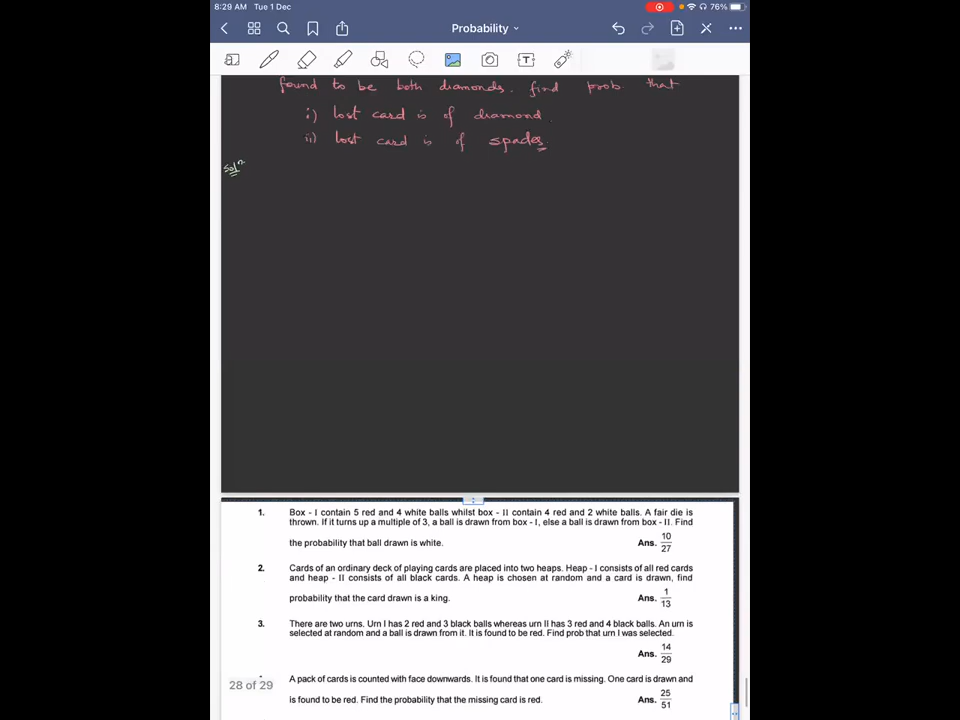 8:29 AM Tue 1 Dec
76%
Probability
found to be both diamonds. find prob. that
i) lost card is of diamond.
ii) lost card is of spades.
Solⁿ
1. Box - I contain 5 red and 4 white balls whilst box - II contain 4 red and 2 white balls. A fair die is
thrown. If it turns up a multiple of 3, a ball is drawn from box - I, else a ball is drawn from box - II. Find
the probability that ball drawn is white. Ans. 10/27
2. Cards of an ordinary deck of playing cards are placed into two heaps. Heap - I consists of all red cards
and heap - II consists of all black cards. A heap is chosen at random and a card is drawn, find
probability that the card drawn is a king. Ans. 1/13
3. There are two urns. Urn I has 2 red and 3 black balls whereas urn II has 3 red and 4 black balls. An urn is
selected at random and a ball is drawn from it. It is found to be red. Find prob that urn I was selected.
Ans. 14/29
A pack of cards is counted with face downwards. It is found that one card is missing. One card is drawn and
28 of 29
is found to be red. Find the probability that the missing card is red. Ans. 25/51